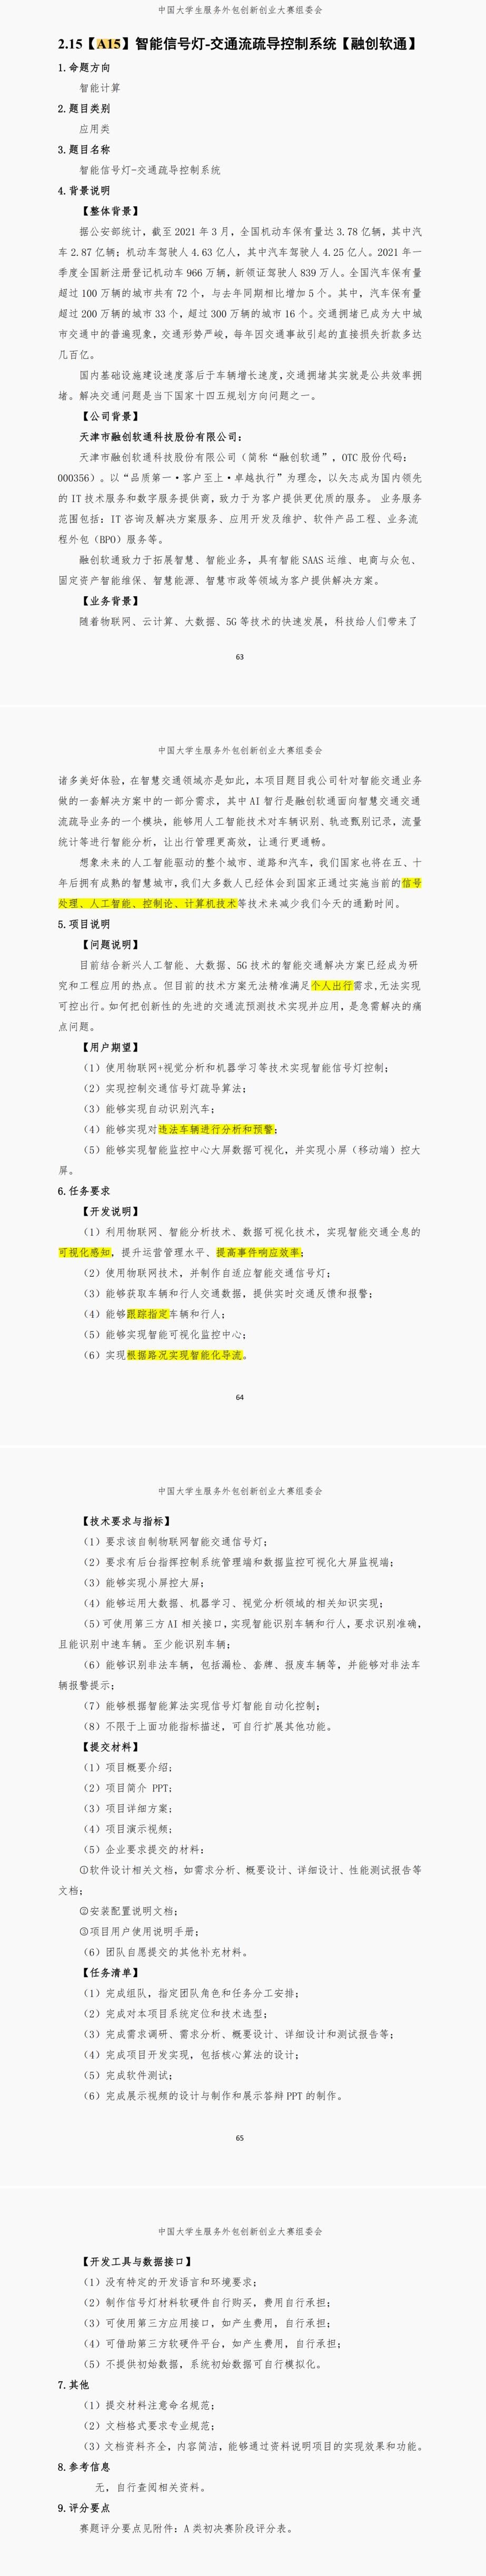 中国大学生服务外包创新创业大赛组委会
2.15【A15】智能信号灯-交通流疏导控制系统【融创软通】
1.命题方向
智能计算
2.题目类别
应用类
3.题目名称
智能信号灯-交通流疏导控制系统
4.背景说明
【整体背景】
据公安部统计，截至2021年3月，全国机动车保有量达3.78亿辆，其中汽
车2.87亿辆；机动车驾驶人4.63亿人，其中汽车驾驶人4.25亿人。2021年一
季度全国新注册登记机动车966万辆，新领证驾驶人839万人。全国汽车保有量
超过100万辆的城市共有72个，与去年同期相比增加5个。其中，汽车保有量
超过200万辆的城市33个，超过300万辆的城市16个。交通拥堵已成为大中城
市交通中的普遍现象，交通形势严峻，每年因交通事故引起的直接损失折款多达
几百亿。
国内基础设施建设速度落后于车辆增长速度，交通拥堵其实就是公共效率拥
堵。解决交通问题是当下国家十四五规划方向问题之一。
【公司背景】
天津市融创软通科技股份有限公司：
天津市融创软通科技股份有限公司（简称“融创软通”，OTC股份代码：
000356）。以“品质第一·客户至上·卓越执行”为理念，以矢志成为国内领先
的IT技术服务和数字服务提供商，致力于为客户提供更优质的服务。 业务服务
范围包括：IT咨询及解决方案服务、应用开发及维护、软件产品工程、业务流
程外包（BPO）服务等。
融创软通致力于拓展智慧、智能业务，具有智能SAAS运维、电商与众包、
固定资产智能维保、智慧能源、智慧市政等领域为客户提供解决方案。
【业务背景】
随着物联网、云计算、大数据、5G等技术的快速发展，科技给人们带来了
63
中国大学生服务外包创新创业大赛组委会
诸多美好体验，在智慧交通领域亦是如此，本项目题目我公司针对智能交通业务
做的一套解决方案中的一部分需求，其中AI智行是融创软通面向智慧交通交通
流疏导业务的一个模块，能够用人工智能技术对车辆识别、轨迹甄别记录，流量
统计等进行智能分析，让出行管理更高效，让通行更通畅。
想象未来的人工智能驱动的整个城市、道路和汽车，我们国家也将在五、十
年后拥有成熟的智慧城市，我们大多数人已经体会到国家正通过实施当前的信号
处理、人工智能、控制论、计算机技术等技术来减少我们今天的通勤时间。
5.项目说明
【问题说明】
目前结合新兴人工智能、大数据、5G技术的智能交通解决方案已经成为研
究和工程应用的热点。但目前的技术方案无法精准满足个人出行需求，无法实现
可控出行。如何把创新性的先进的交通流预测技术实现并应用，是急需解决的痛
点问题。
【用户期望】
（1）使用物联网+视觉分析和机器学习等技术实现智能信号灯控制；
（2）实现控制交通信号灯疏导算法；
（3）能够实现自动识别汽车；
（4）能够实现对违法车辆进行分析和预警；
（5）能够实现智能监控中心大屏数据可视化，并实现小屏（移动端）控大
屏。
6.任务要求
【开发说明】
（1）利用物联网、智能分析技术、数据可视化技术，实现智能交通全息的
可视化感知，提升运营管理水平、提高事件响应效率；
（2）使用物联网技术，并制作自适应智能交通信号灯；
（3）能够获取车辆和行人交通数据，提供实时交通反馈和报警；
（4）能够跟踪指定车辆和行人；
（5）能够实现智能可视化监控中心；
（6）实现根据路况实现智能化导流。
64
中国大学生服务外包创新创业大赛组委会
【技术要求与指标】
（1）要求该自制物联网智能交通信号灯；
（2）要求有后台指挥控制系统管理端和数据监控可视化大屏监视端；
（3）能够实现小屏控大屏；
（4）能够运用大数据、机器学习、视觉分析领域的相关知识实现；
（5）可使用第三方AI相关接口，实现智能识别车辆和行人，要求识别准确，
且能识别中速车辆。至少能识别车辆；
（6）能够识别非法车辆，包括漏检、套牌、报废车辆等，并能够对非法车
辆报警提示；
（7）能够根据智能算法实现信号灯智能自动化控制；
（8）不限于上面功能指标描述，可自行扩展其他功能。
【提交材料】
（1）项目概要介绍；
（2）项目简介 PPT；
（3）项目详细方案；
（4）项目演示视频；
（5）企业要求提交的材料：
①软件设计相关文档，如需求分析、概要设计、详细设计、性能测试报告等
文档；
②安装配置说明文档；
③项目用户使用说明手册；
（6）团队自愿提交的其他补充材料。
【任务清单】
（1）完成组队，指定团队角色和任务分工安排；
（2）完成对本项目系统定位和技术选型；
（3）完成需求调研、需求分析、概要设计、详细设计和测试报告等；
（4）完成项目开发实现，包括核心算法的设计；
（5）完成软件测试；
（6）完成展示视频的设计与制作和展示答辩PPT的制作。
65
中国大学生服务外包创新创业大赛组委会
【开发工具与数据接口】
（1）没有特定的开发语言和环境要求；
（2）制作信号灯材料软硬件自行购买，费用自行承担；
（3）可使用第三方应用接口，如产生费用，自行承担；
（4）可借助第三方软硬件平台，如产生费用，自行承担；
（5）不提供初始数据，系统初始数据可自行模拟化。
7.其他
（1）提交材料注意命名规范；
（2）文档格式要求专业规范；
（3）文档资料齐全，内容简洁，能够通过资料说明项目的实现效果和功能。
8.参考信息
无，自行查阅相关资料。
9.评分要点
赛题评分要点见附件：A类初决赛阶段评分表。